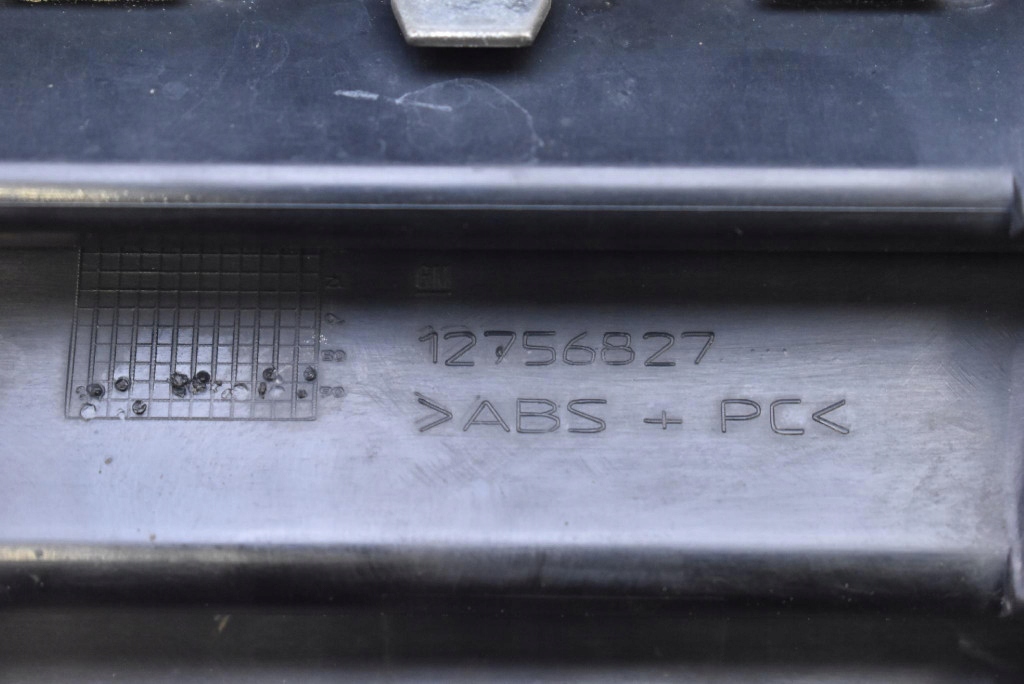 GM
12756827
>ABS + PC<